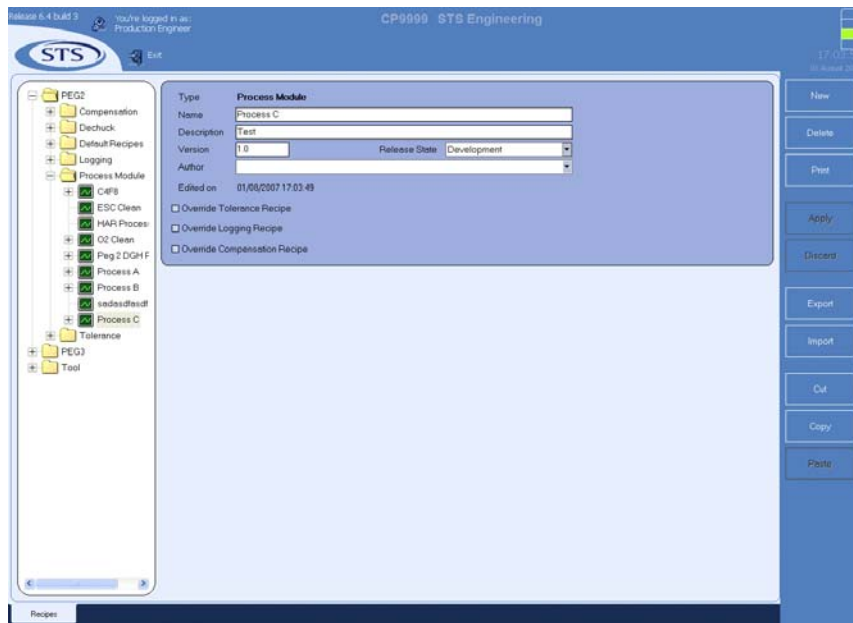 Release 6.4 build 3
You're logged in as:
Production Engineer
CP9999 STS Engineering
STS
Exit
17:03:5
PEG2
Compensation
Dechuck
Default Recipes
Logging
Process Module
C4F8
ESC Clean
HAR Proces
O2 Clean
Peg 2 DGH F
Process A
Process B
sadasdfasdf
Process C
Tolerance
PEG3
Tool
Type Process Module
Name Process C
Description Test
Version 1.0 Release State Development
Author
Edited on 01/08/2007 17:03:49
Override Tolerance Recipe
Override Logging Recipe
Override Compensation Recipe
New
Delete
Print
Apply
Discard
Export
Import
Cut
Copy
Paste
Recipes